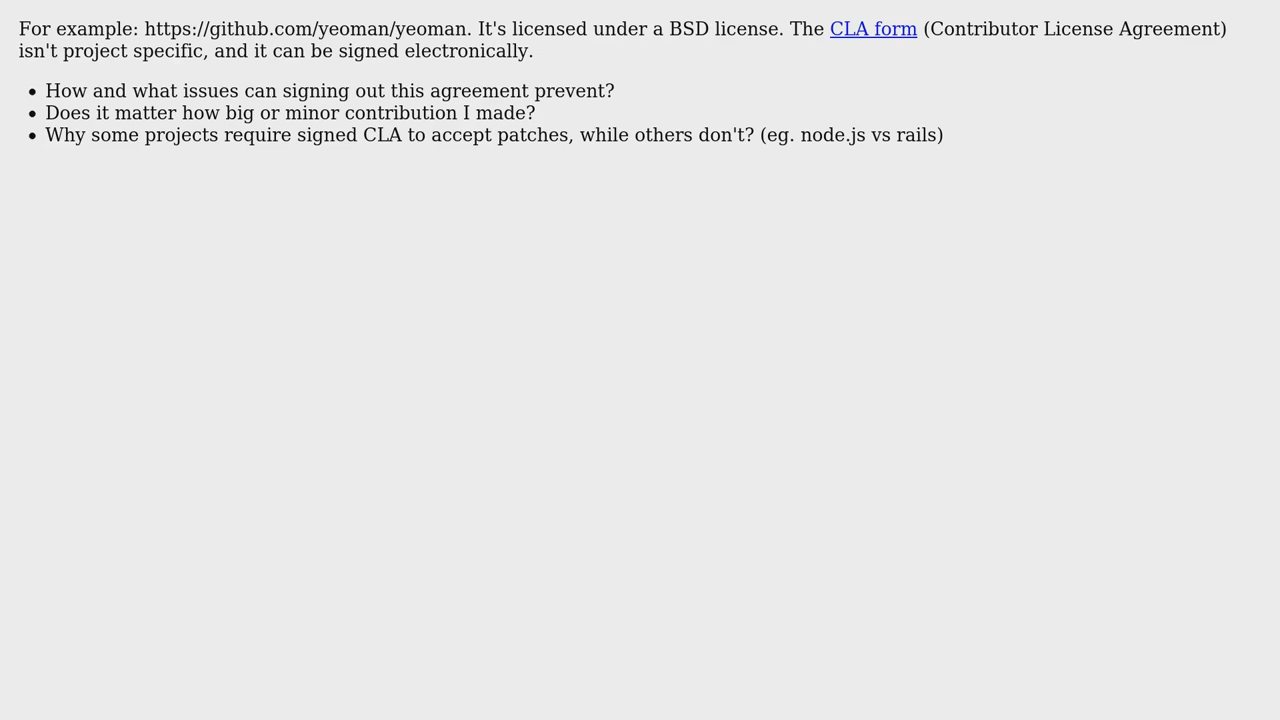 For example: https://github.com/yeoman/yeoman. It's licensed under a BSD license. The CLA form (Contributor License Agreement)
isn't project specific, and it can be signed electronically.
• How and what issues can signing out this agreement prevent?
• Does it matter how big or minor contribution I made?
• Why some projects require signed CLA to accept patches, while others don't? (eg. node.js vs rails)